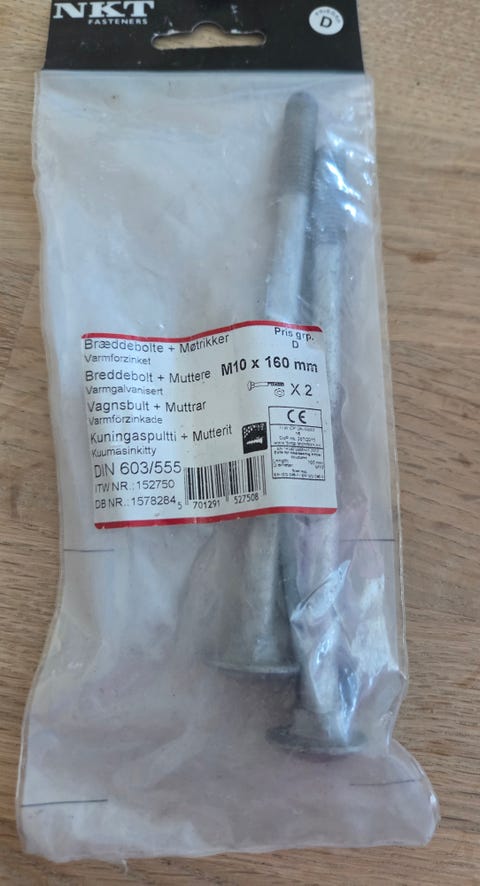 NKT
FASTENERS
D
Bræddebolte + Møtrikker
Varmforzinket
Pris grp.
D
Breddebolt + Muttere
Varmgalvanisert
M10 x 160 mm
X 2
Vagnsbult + Muttrar
Varmförzinkade
CE
Kuningaspultti + Mutterit
Kuumasinkitty
DIN 603/555
ITW NR.: 152750
DB NR.: 1578284
5 701291 527508